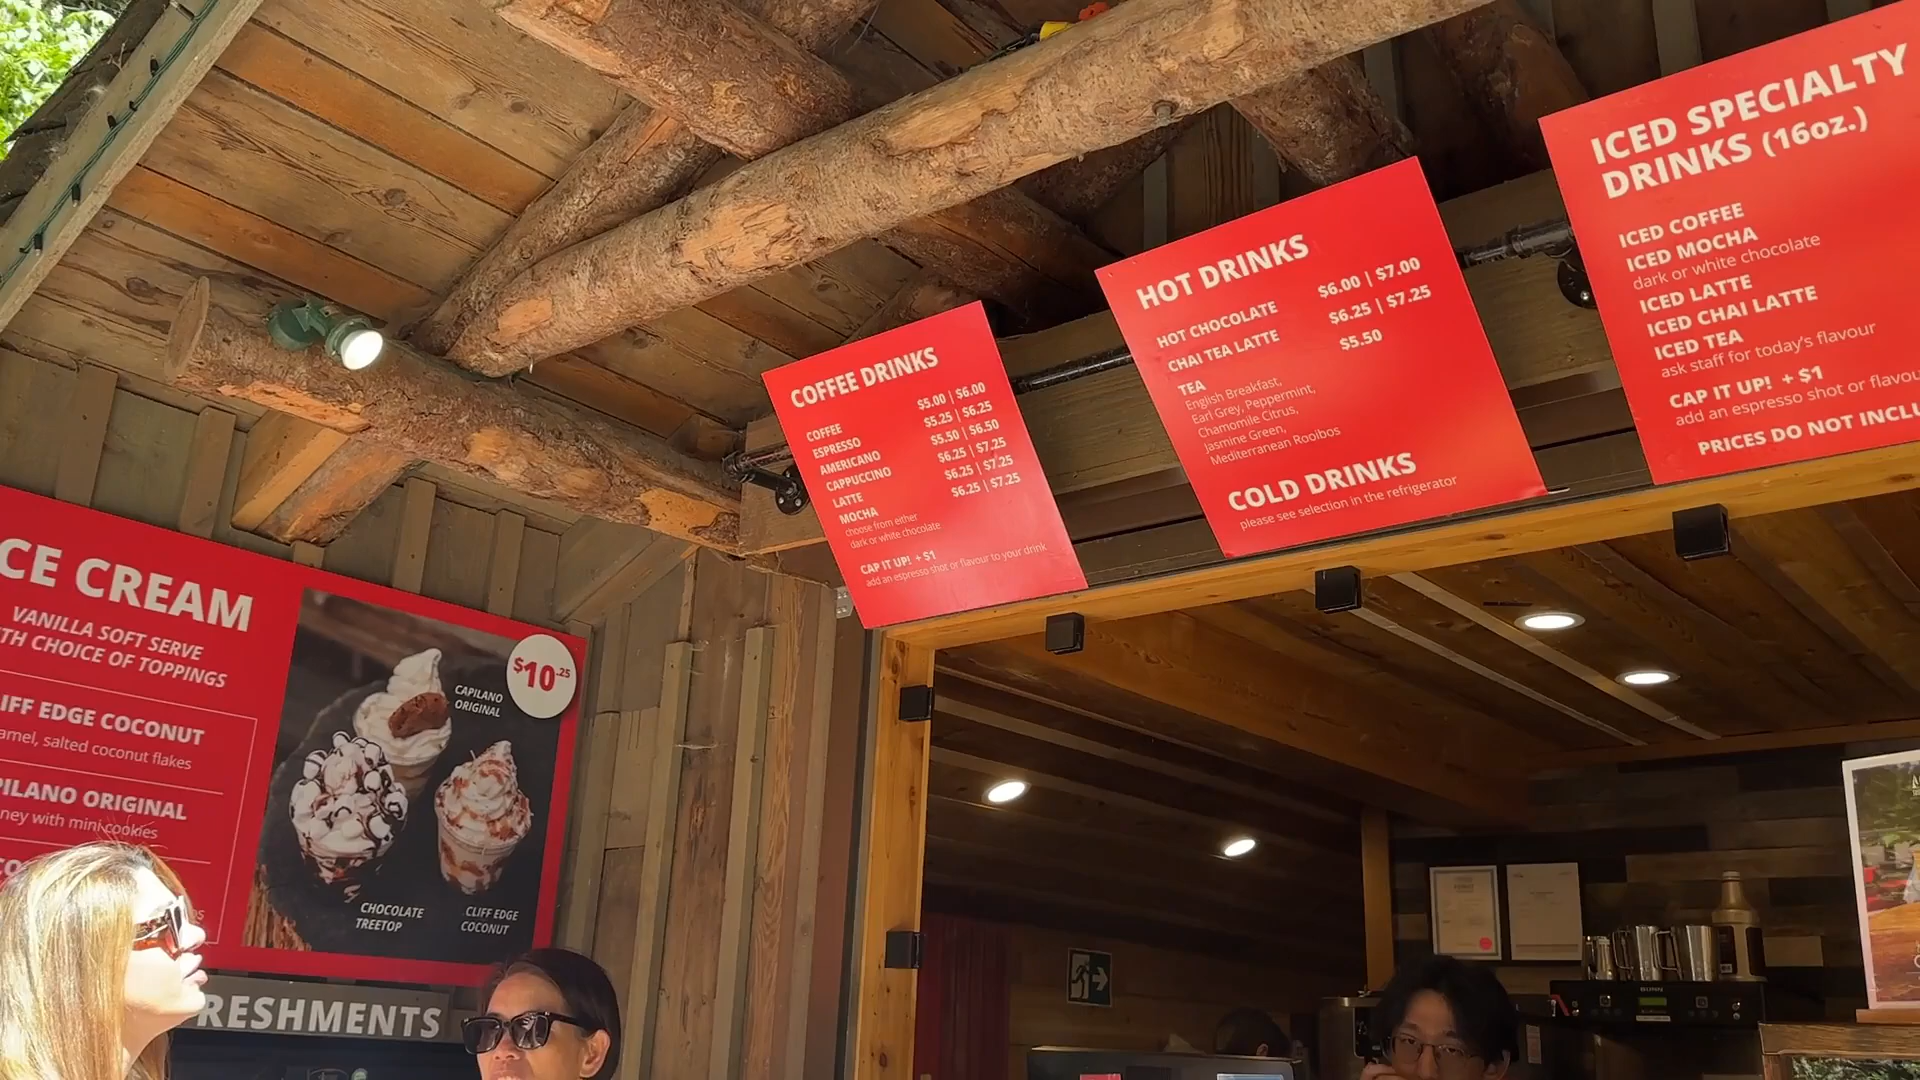 CE CREAM
VANILLA SOFT SERVE
TH CHOICE OF TOPPINGS
IFF EDGE COCONUT
amel, salted coconut flakes
PILANO ORIGINAL
ney with mini cookies
CO
$10.25
CAPILANO
ORIGINAL
CHOCOLATE
TREETOP
CLIFF EDGE
COCONUT
RESHMENTS
COFFEE DRINKS
COFFEE $5.00 | $6.00
ESPRESSO $5.25 | $6.25
AMERICANO $5.50 | $6.50
CAPPUCCINO $6.25 | $7.25
LATTE $6.25 | $7.25
MOCHA $6.25 | $7.25
choose from either
dark or white chocolate
CAP IT UP! +$1
add an espresso shot or flavour to your drink
HOT DRINKS
HOT CHOCOLATE $6.00 | $7.00
CHAI TEA LATTE $6.25 | $7.25
TEA $5.50
English Breakfast,
Earl Grey, Peppermint,
Chamomile Citrus,
Jasmine Green,
Mediterranean Rooibos
COLD DRINKS
please see selection in the refrigerator
ICED SPECIALTY
DRINKS (16oz.)
ICED COFFEE
ICED MOCHA
dark or white chocolate
ICED LATTE
ICED CHAI LATTE
ICED TEA
ask staff for today's flavour
CAP IT UP! + $1
add an espresso shot or flavou
PRICES DO NOT INCLU
BUNN